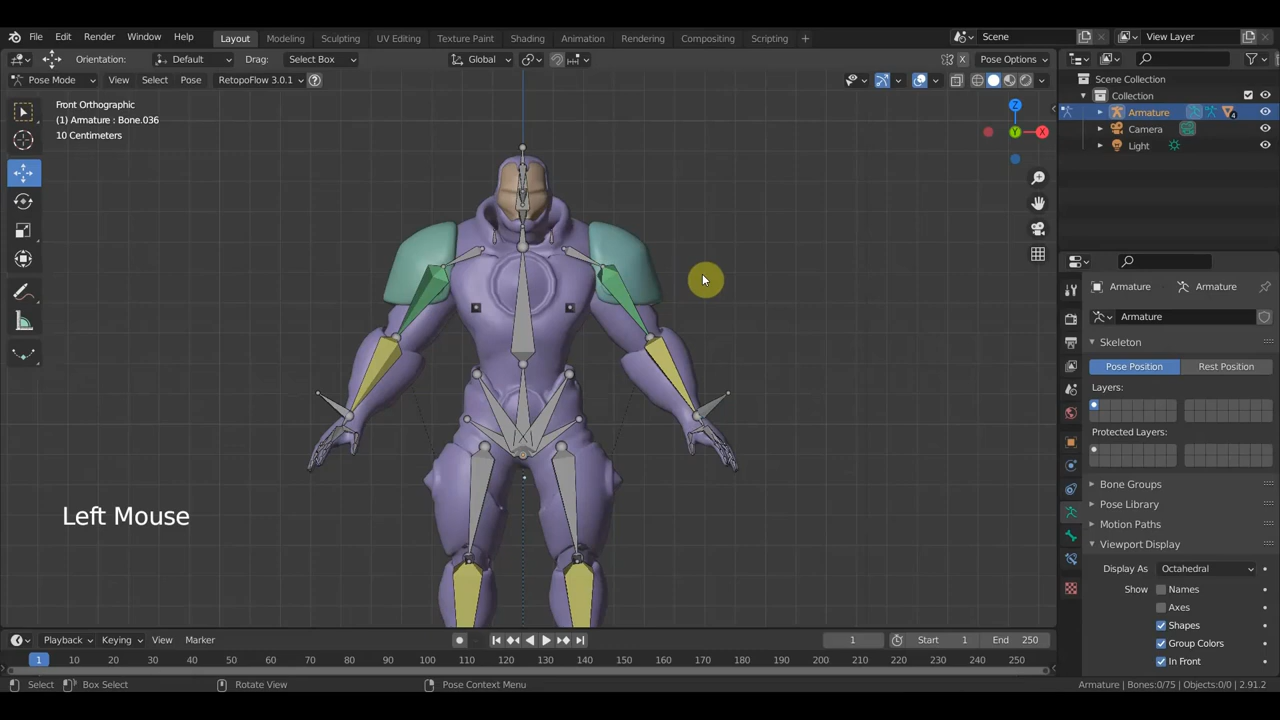 File Edit Render Window Help Layout Modeling Sculpting UV Editing Texture Paint Shading Animation Rendering Compositing Scripting + Scene View Layer
Orientation: Default Drag: Select Box Global X Pose Options
Pose Mode View Select Pose RetopoFlow 3.0.1 ?
Scene Collection
Collection
Armature 4
Camera
Light
Front Orthographic
(1) Armature : Bone.036
10 Centimeters
Z
Y
X
Armature Armature
Armature
Skeleton
Pose Position Rest Position
Layers:
Protected Layers:
Bone Groups
Pose Library
Motion Paths
Viewport Display
Display As Octahedral
Show Names
Axes
Shapes
Group Colors
In Front
Left Mouse
Playback Keying View Marker 1 Start 1 End 250
1 10 20 30 40 50 60 70 80 90 100 110 120 130 140 150 160 170 180 190 200 210 220 230 240 250
Select Box Select Rotate View Pose Context Menu Armature | Bones:0/75 | Objects:0/0 | 2.91.2